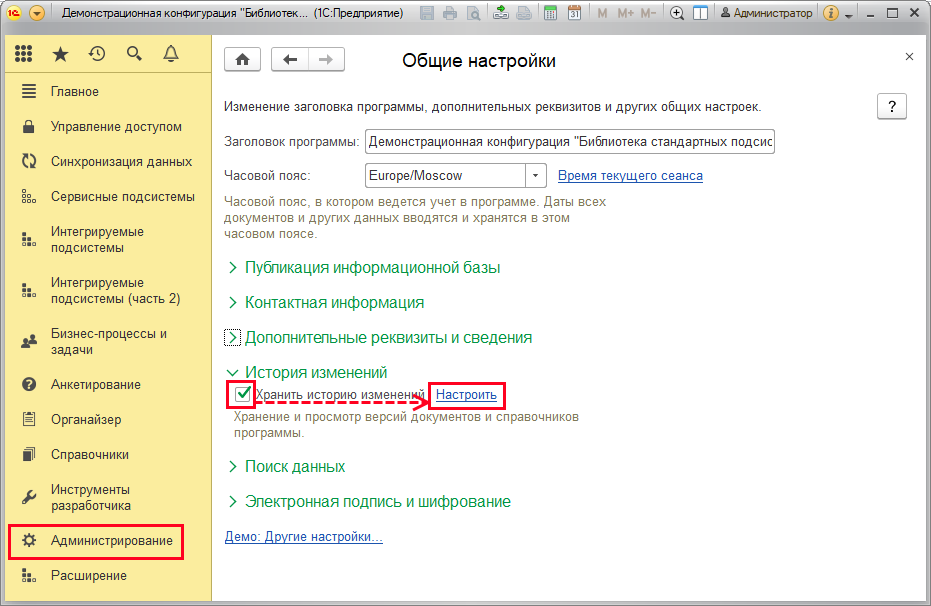 Демонстрационная конфигурация "Библиотек... (1С:Предприятие)
M M+ M-
Администратор
Главное
Управление доступом
Синхронизация данных
Сервисные подсистемы
Интегрируемые
подсистемы
Интегрируемые
подсистемы (часть 2)
Бизнес-процессы и
задачи
Анкетирование
Органайзер
Справочники
Инструменты
разработчика
Администрирование
Расширение
Общие настройки
Изменение заголовка программы, дополнительных реквизитов и других общих настроек.
?
Заголовок программы: Демонстрационная конфигурация "Библиотека стандартных подсис
Часовой пояс: Europe/Moscow Время текущего сеанса
Часовой пояс, в котором ведется учет в программе. Даты всех
документов и других данных вводятся и хранятся в этом
часовом поясе.
Публикация информационной базы
Контактная информация
Дополнительные реквизиты и сведения
История изменений
Хранить историю изменений Настроить
Хранение и просмотр версий документов и справочников
программы.
Поиск данных
Электронная подпись и шифрование
Демо: Другие настройки...